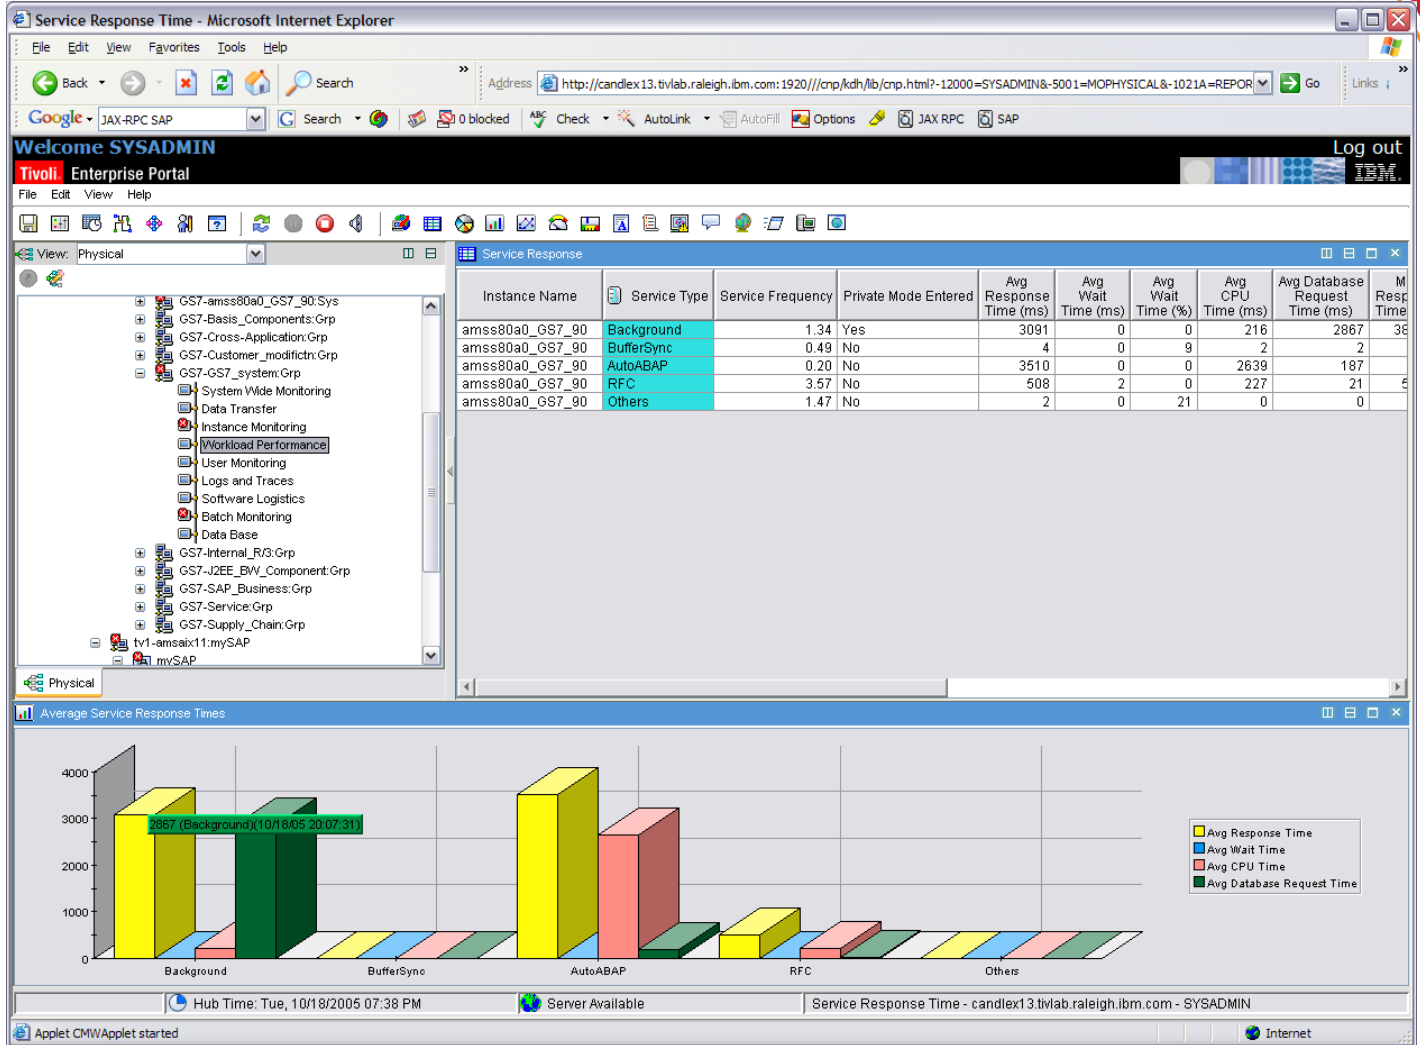 Service Response Time - Microsoft Internet Explorer
File Edit View Favorites Tools Help
Back Search » Address http://candlex13.tivlab.raleigh.ibm.com:1920///cnp/kdh/lib/cnp.html?-12000=SYSADMIN&-5001=MOPHYSICAL&-1021A=REPOR Go Links »
Google JAX-RPC SAP G Search 0 blocked ABC Check AutoLink AutoFill Options JAX RPC SAP
Welcome SYSADMIN Log out
Tivoli. Enterprise Portal IBM.
File Edit View Help
View: Physical
GS7-amss80a0_GS7_90:Sys
GS7-Basis_Components:Grp
GS7-Cross-Application:Grp
GS7-Customer_modifictn:Grp
GS7-GS7_system:Grp
System Wide Monitoring
Data Transfer
Instance Monitoring
Workload Performance
User Monitoring
Logs and Traces
Software Logistics
Batch Monitoring
Data Base
GS7-Internal_R/3:Grp
GS7-J2EE_BW_Component:Grp
GS7-SAP_Business:Grp
GS7-Service:Grp
GS7-Supply_Chain:Grp
tv1-amsaix11:mySAP
mySAP
Physical
Service Response
Instance Name Service Type Service Frequency Private Mode Entered Avg Response Time (ms) Avg Wait Time (ms) Avg Wait Time (%) Avg CPU Time (ms) Avg Database Request Time (ms) M Resp Time
amss80a0_GS7_90 Background 1.34 Yes 3091 0 0 216 2867 38
amss80a0_GS7_90 BufferSync 0.49 No 4 0 9 2 2
amss80a0_GS7_90 AutoABAP 0.20 No 3510 0 0 2639 187
amss80a0_GS7_90 RFC 3.57 No 508 2 0 227 21 5
amss80a0_GS7_90 Others 1.47 No 2 0 21 0 0
Average Service Response Times
4000
3000
2000
1000
0
2867 (Background)(10/18/05 20:07:31)
Background BufferSync AutoABAP RFC Others
Avg Response Time
Avg Wait Time
Avg CPU Time
Avg Database Request Time
Hub Time: Tue, 10/18/2005 07:38 PM Server Available Service Response Time - candlex13.tivlab.raleigh.ibm.com - SYSADMIN
Applet CMWApplet started Internet